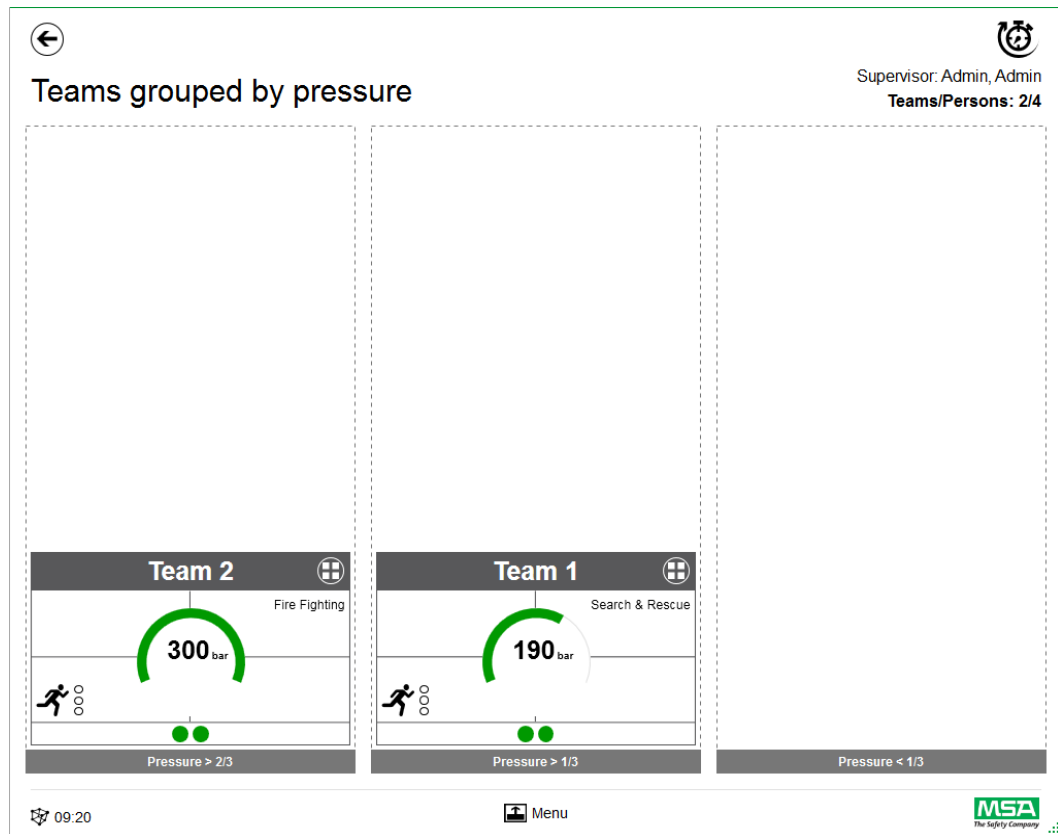 Supervisor: Admin, Admin
Teams grouped by pressure
Teams/Persons: 2/4
Team 2
Fire Fighting
300 bar
Pressure > 2/3
Team 1
Search & Rescue
190 bar
Pressure > 1/3
Pressure < 1/3
09:20
Menu
MSA
The Safety Company